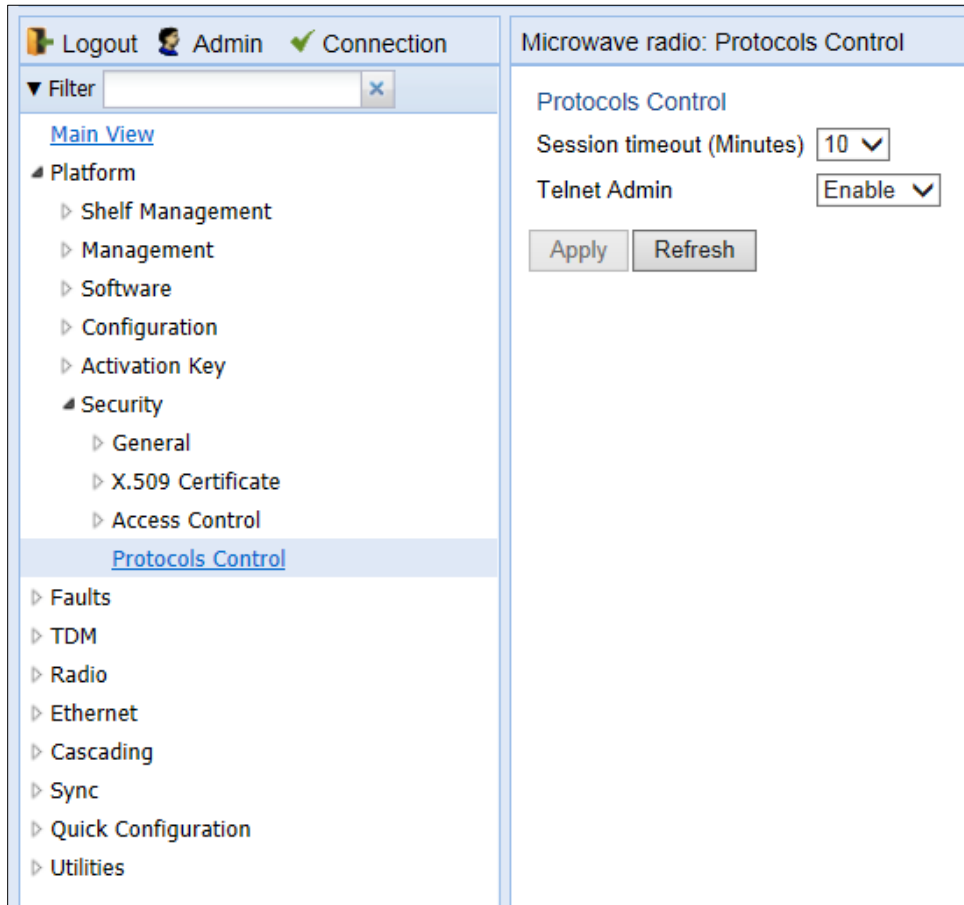 Logout Admin Connection
Filter
Main View
Platform
Shelf Management
Management
Software
Configuration
Activation Key
Security
General
X.509 Certificate
Access Control
Protocols Control
Faults
TDM
Radio
Ethernet
Cascading
Sync
Quick Configuration
Utilities
Microwave radio: Protocols Control
Protocols Control
Session timeout (Minutes) 10
Telnet Admin Enable
Apply Refresh